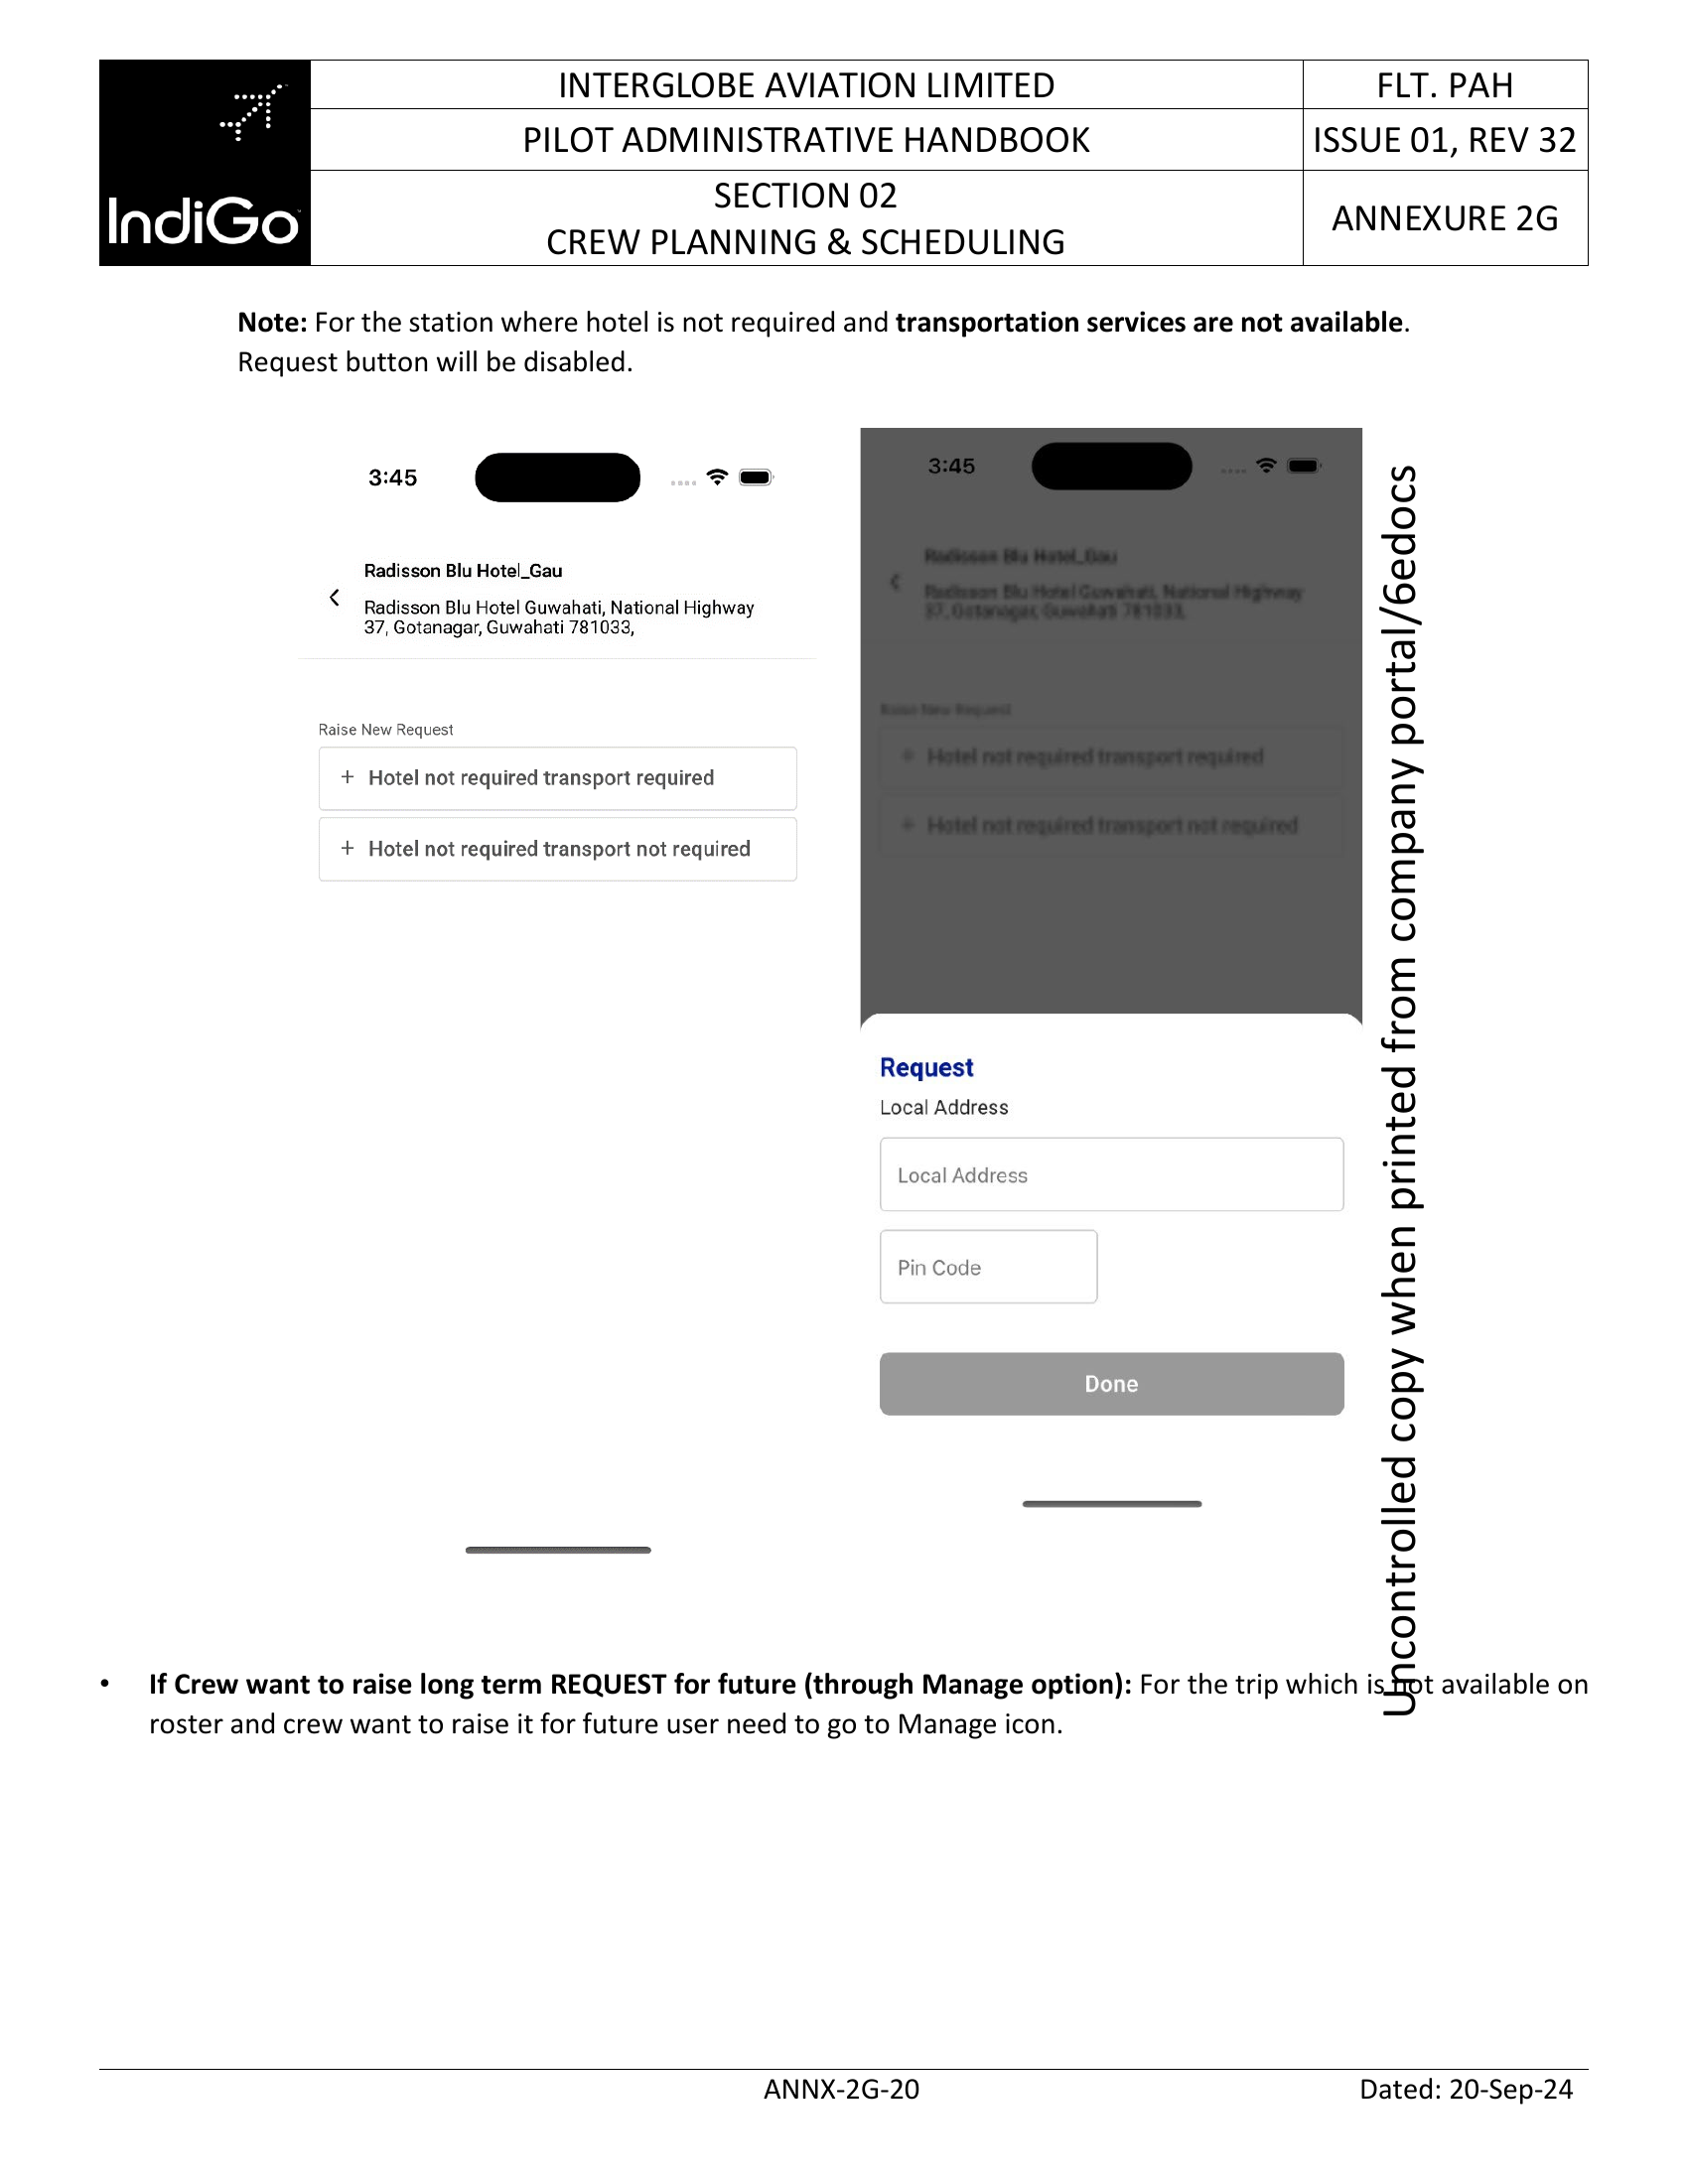 IndiGo
INTERGLOBE AVIATION LIMITED
FLT. PAH
PILOT ADMINISTRATIVE HANDBOOK
ISSUE 01, REV 32
SECTION 02
CREW PLANNING & SCHEDULING
ANNEXURE 2G
Note: For the station where hotel is not required and transportation services are not available.
Request button will be disabled.
3:45
Radisson Blu Hotel_Gau
Radisson Blu Hotel Guwahati, National Highway
37, Gotanagar, Guwahati 781033,
Raise New Request
+ Hotel not required transport required
+ Hotel not required transport not required
3:45
Radisson Blu Hotel_Gau
Radisson Blu Hotel Guwahati, National Highway
37, Gotanagar, Guwahati 781033,
Raise New Request
+ Hotel not required transport required
+ Hotel not required transport not required
Request
Local Address
Local Address
Pin Code
Done
Uncontrolled copy when printed from company portal/6edocs
• If Crew want to raise long term REQUEST for future (through Manage option): For the trip which is not available on
roster and crew want to raise it for future user need to go to Manage icon.
ANNX-2G-20
Dated: 20-Sep-24